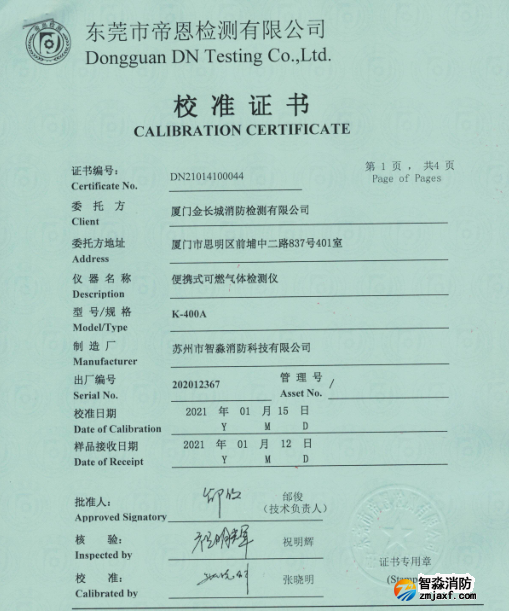 东莞市帝恩检测有限公司
Dongguan DN Testing Co.,Ltd.
校准证书
CALIBRATION CERTIFICATE
证书编号: DN21014100044 第 1 页 , 共4 页
Certificate No. Page of Pages
委托方 厦门金长城消防检测有限公司
Client
委托方地址 厦门市思明区前埔中二路837号401室
Address
仪器名称 便携式可燃气体检测仪
Description
型号/规格 K-400A
Model/Type
制造厂 苏州市智淼消防科技有限公司
Manufacturer
出厂编号 202012367 管理号 /
Serial No. Asset No.
校准日期 2021 年 01 月 15 日
Date of Calibration Y M D
样品接收日期 2021 年 01 月 12 日
Date of Receipt Y M D
批准人: 邰俊
Approved Signatory (技术负责人)
核验: 祝明辉
Inspected by
证书专用章
校准: 张晓明
Calibrated by (Stamp)
智淼消防
www.zmjaxf.com